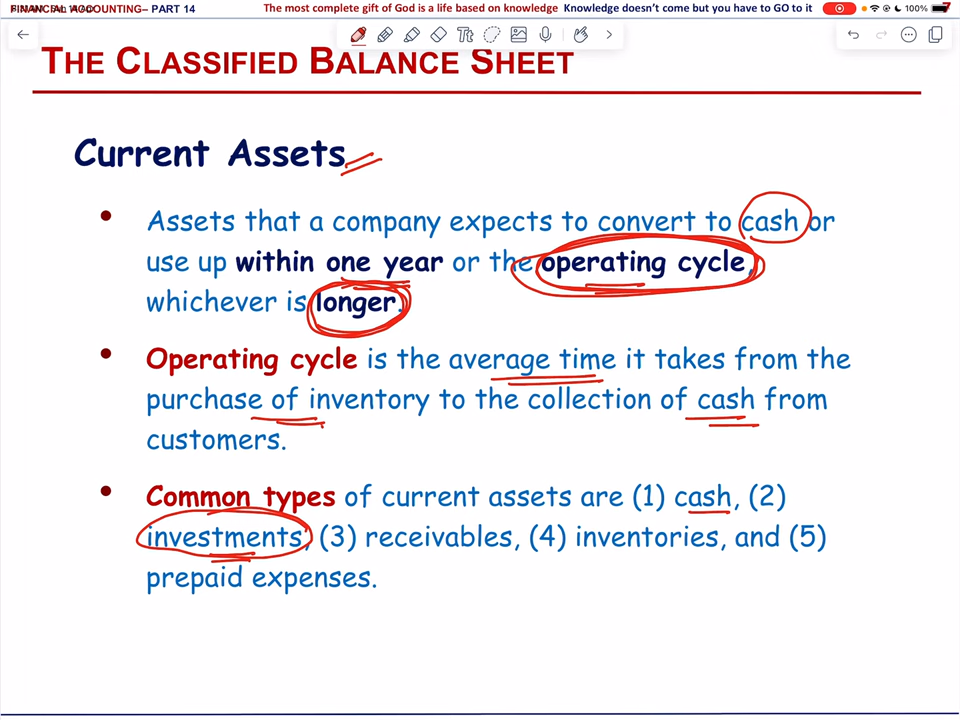 FINANCIAL ACCOUNTING– PART 14
The most complete gift of God is a life based on knowledge Knowledge doesn't come but you have to GO to it
100%
Tt
THE CLASSIFIED BALANCE SHEET
Current Assets
• Assets that a company expects to convert to cash or
use up within one year or the operating cycle,
whichever is longer.
• Operating cycle is the average time it takes from the
purchase of inventory to the collection of cash from
customers.
• Common types of current assets are (1) cash, (2)
investments, (3) receivables, (4) inventories, and (5)
prepaid expenses.